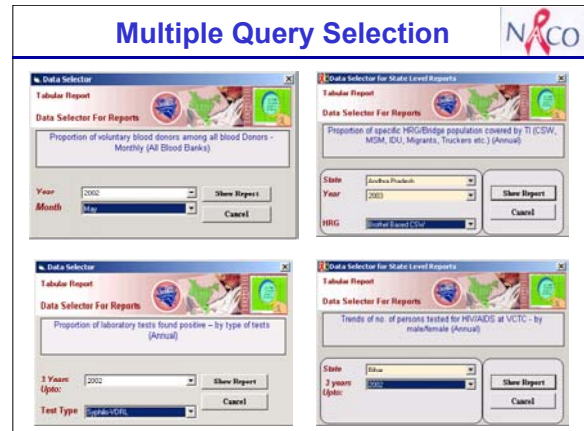 Multiple Query Selection
NACO
Data Selector
Tabular Report
Data Selector For Reports
Proportion of voluntary blood donors among all blood Donors -
Monthly (All Blood Banks)
Year 2002 Show Report
Month May Cancel
Data Selector for State Level Reports
Tabular Report
Data Selector For Reports
Proportion of specific HRG/Bridge population covered by TI (CSW,
MSM, IDU, Migrants, Truckers etc.) (Annual)
State Andhra Pradesh
Year 2003 Show Report
Cancel
HRG Brothel Based CSW
Data Selector
Tabular Report
Data Selector For Reports
Proportion of laboratory tests found positive – by type of tests
(Annual)
3 Years 2002 Show Report
Upto:
Cancel
Test Type Syphilis-VDRL
Data Selector for State Level Reports
Tabular Report
Data Selector For Reports
Trends of no. of persons tested for HIV/AIDS at VCTC - by
male/female (Annual)
State Bihar
3 years 2002 Show Report
Upto:
Cancel